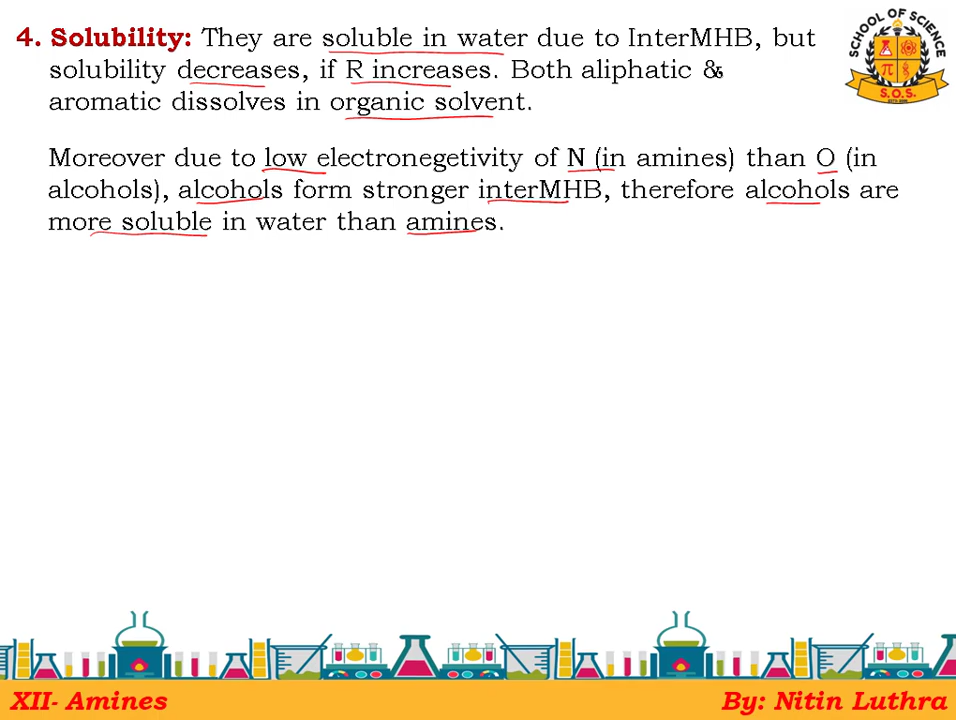 4. Solubility: They are soluble in water due to InterMHB, but
solubility decreases, if R increases. Both aliphatic &
aromatic dissolves in organic solvent.
Moreover due to low electronegetivity of N (in amines) than O (in
alcohols), alcohols form stronger interMHB, therefore alcohols are
more soluble in water than amines.
SCHOOL OF SCIENCE
π
S.O.S.
XII- Amines
By: Nitin Luthra